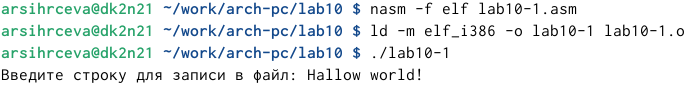 arsihrceva@dk2n21 ~/work/arch-pc/lab10 $ nasm -f elf lab10-1.asm
arsihrceva@dk2n21 ~/work/arch-pc/lab10 $ ld -m elf_i386 -o lab10-1 lab10-1.o
arsihrceva@dk2n21 ~/work/arch-pc/lab10 $ ./lab10-1
Введите строку для записи в файл: Hallow world!